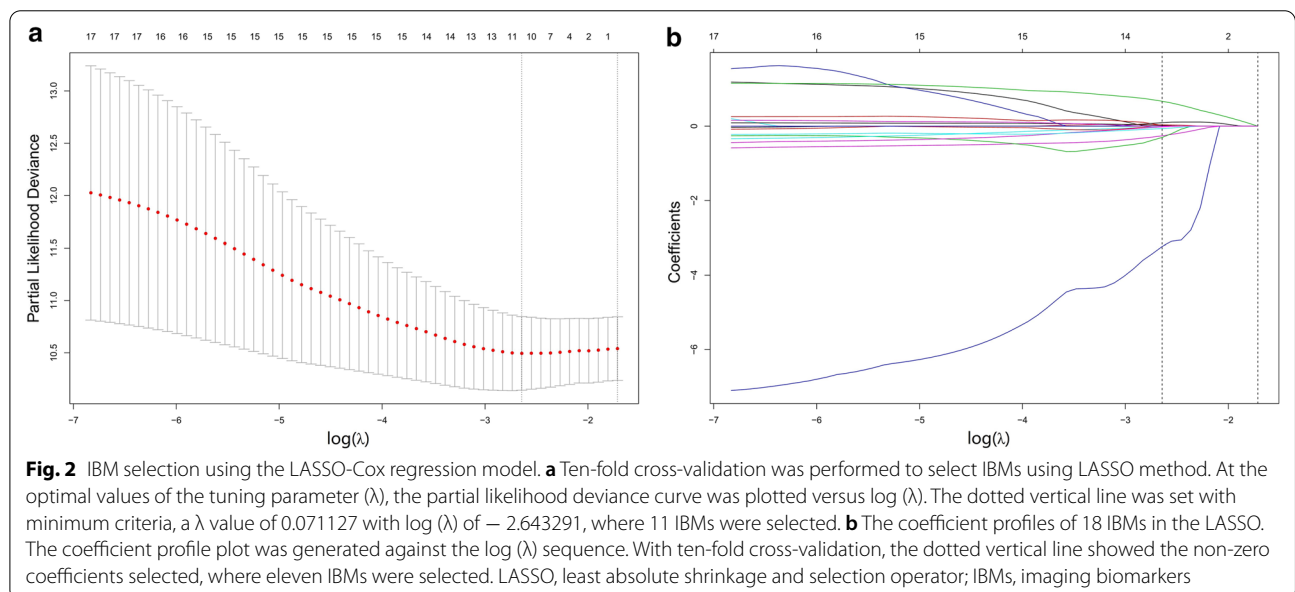 a
17 17 17 16 16 15 15 15 15 15 15 15 15 14 14 13 13 11 10 7 4 2 1
Partial Likelihood Deviance
13.0
12.5
12.0
11.5
11.0
10.5
-7 -6 -5 -4 -3 -2
log(λ)
b
17 16 15 15 14 2
Coefficients
0
-2
-4
-6
-7 -6 -5 -4 -3 -2
log(λ)
Fig. 2 IBM selection using the LASSO-Cox regression model. a Ten-fold cross-validation was performed to select IBMs using LASSO method. At the
optimal values of the tuning parameter (λ), the partial likelihood deviance curve was plotted versus log (λ). The dotted vertical line was set with
minimum criteria, a λ value of 0.071127 with log (λ) of − 2.643291, where 11 IBMs were selected. b The coefficient profiles of 18 IBMs in the LASSO.
The coefficient profile plot was generated against the log (λ) sequence. With ten-fold cross-validation, the dotted vertical line showed the non-zero
coefficients selected, where eleven IBMs were selected. LASSO, least absolute shrinkage and selection operator; IBMs, imaging biomarkers